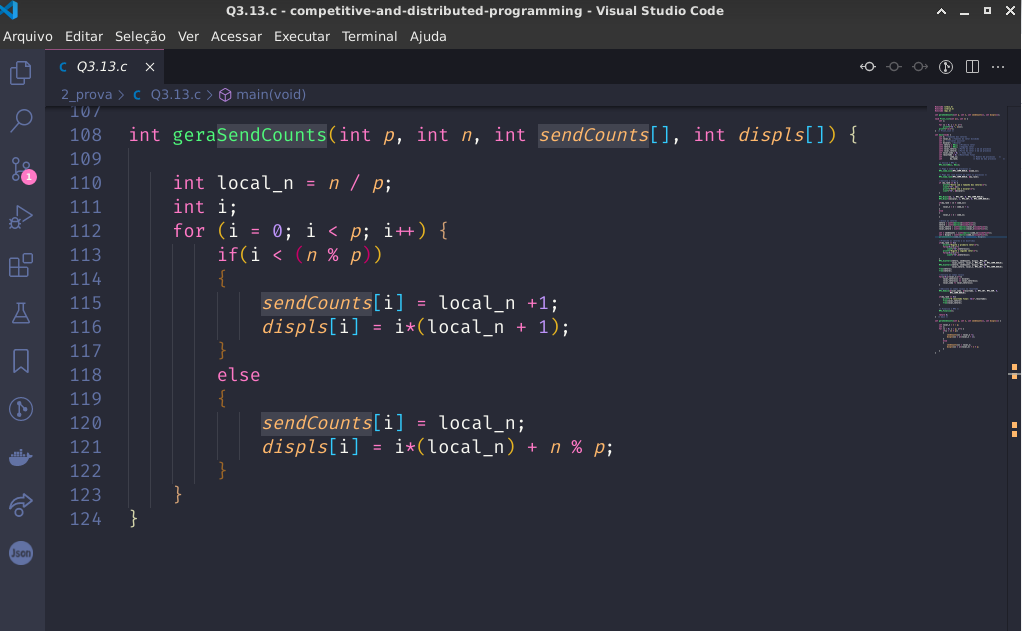 Q3.13.c - competitive-and-distributed-programming - Visual Studio Code
Arquivo Editar Seleção Ver Acessar Executar Terminal Ajuda
C Q3.13.c
2_prova > C Q3.13.c > main(void)
107
108 int geraSendCounts(int p, int n, int sendCounts[], int displs[]) {
109
110 int local_n = n / p;
111 int i;
112 for (i = 0; i < p; i++) {
113 if(i < (n % p))
114 {
115 sendCounts[i] = local_n +1;
116 displs[i] = i*(local_n + 1);
117 }
118 else
119 {
120 sendCounts[i] = local_n;
121 displs[i] = i*(local_n) + n % p;
122 }
123 }
124 }
1
Json